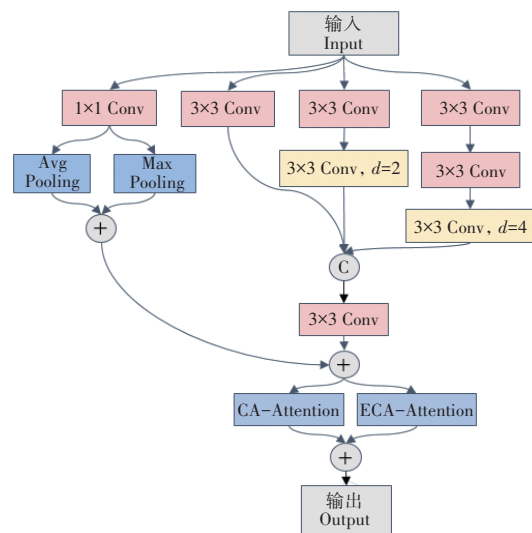 输入
Input
1×1 Conv
3×3 Conv
3×3 Conv
3×3 Conv
Avg
Pooling
Max
Pooling
3×3 Conv, d=2
3×3 Conv
+
3×3 Conv, d=4
C
3×3 Conv
+
CA-Attention
ECA-Attention
+
输出
Output